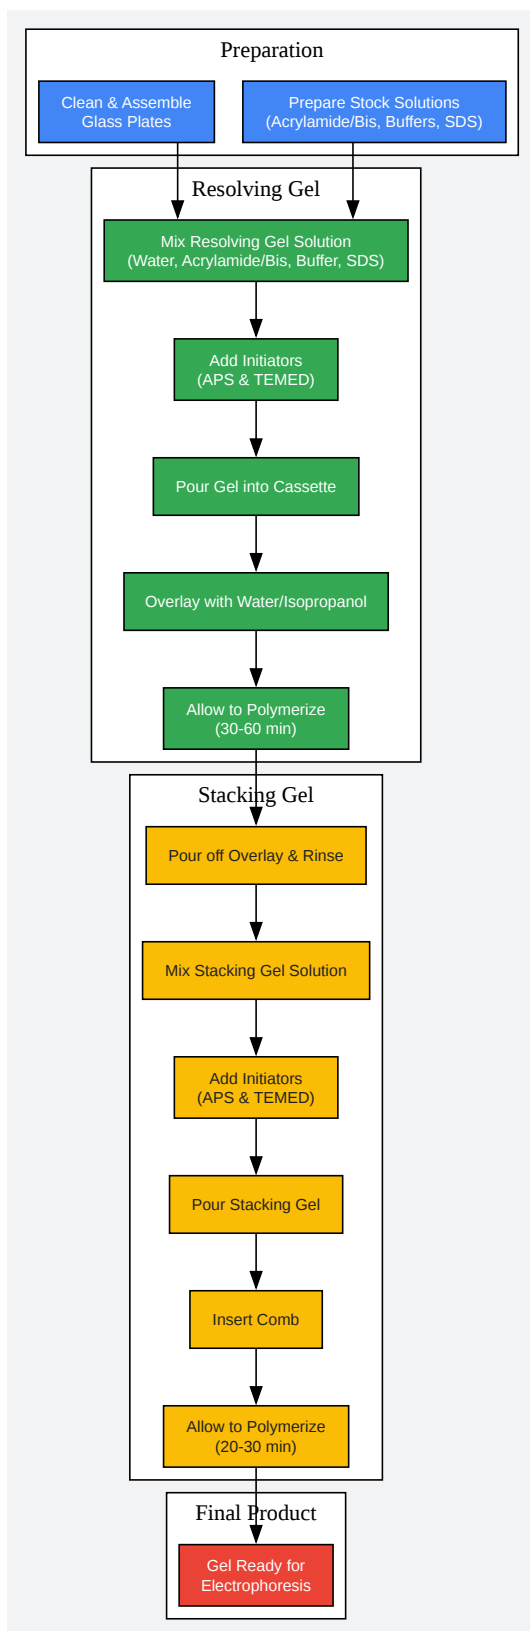 Preparation
Clean & Assemble
Glass Plates
Prepare Stock Solutions
(Acrylamide/Bis, Buffers, SDS)
Resolving Gel
Mix Resolving Gel Solution
(Water, Acrylamide/Bis, Buffer, SDS)
Add Initiators
(APS & TEMED)
Pour Gel into Cassette
Overlay with Water/Isopropanol
Allow to Polymerize
(30-60 min)
Stacking Gel
Pour off Overlay & Rinse
Mix Stacking Gel Solution
Add Initiators
(APS & TEMED)
Pour Stacking Gel
Insert Comb
Allow to Polymerize
(20-30 min)
Final Product
Gel Ready for
Electrophoresis